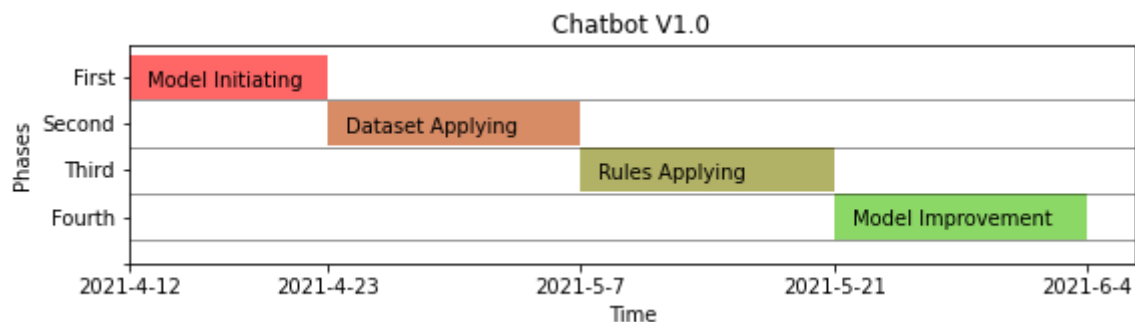 Chatbot V1.0
Phases
First
Model Initiating
Second
Dataset Applying
Third
Rules Applying
Fourth
Model Improvement
2021-4-12
2021-4-23
2021-5-7
2021-5-21
2021-6-4
Time